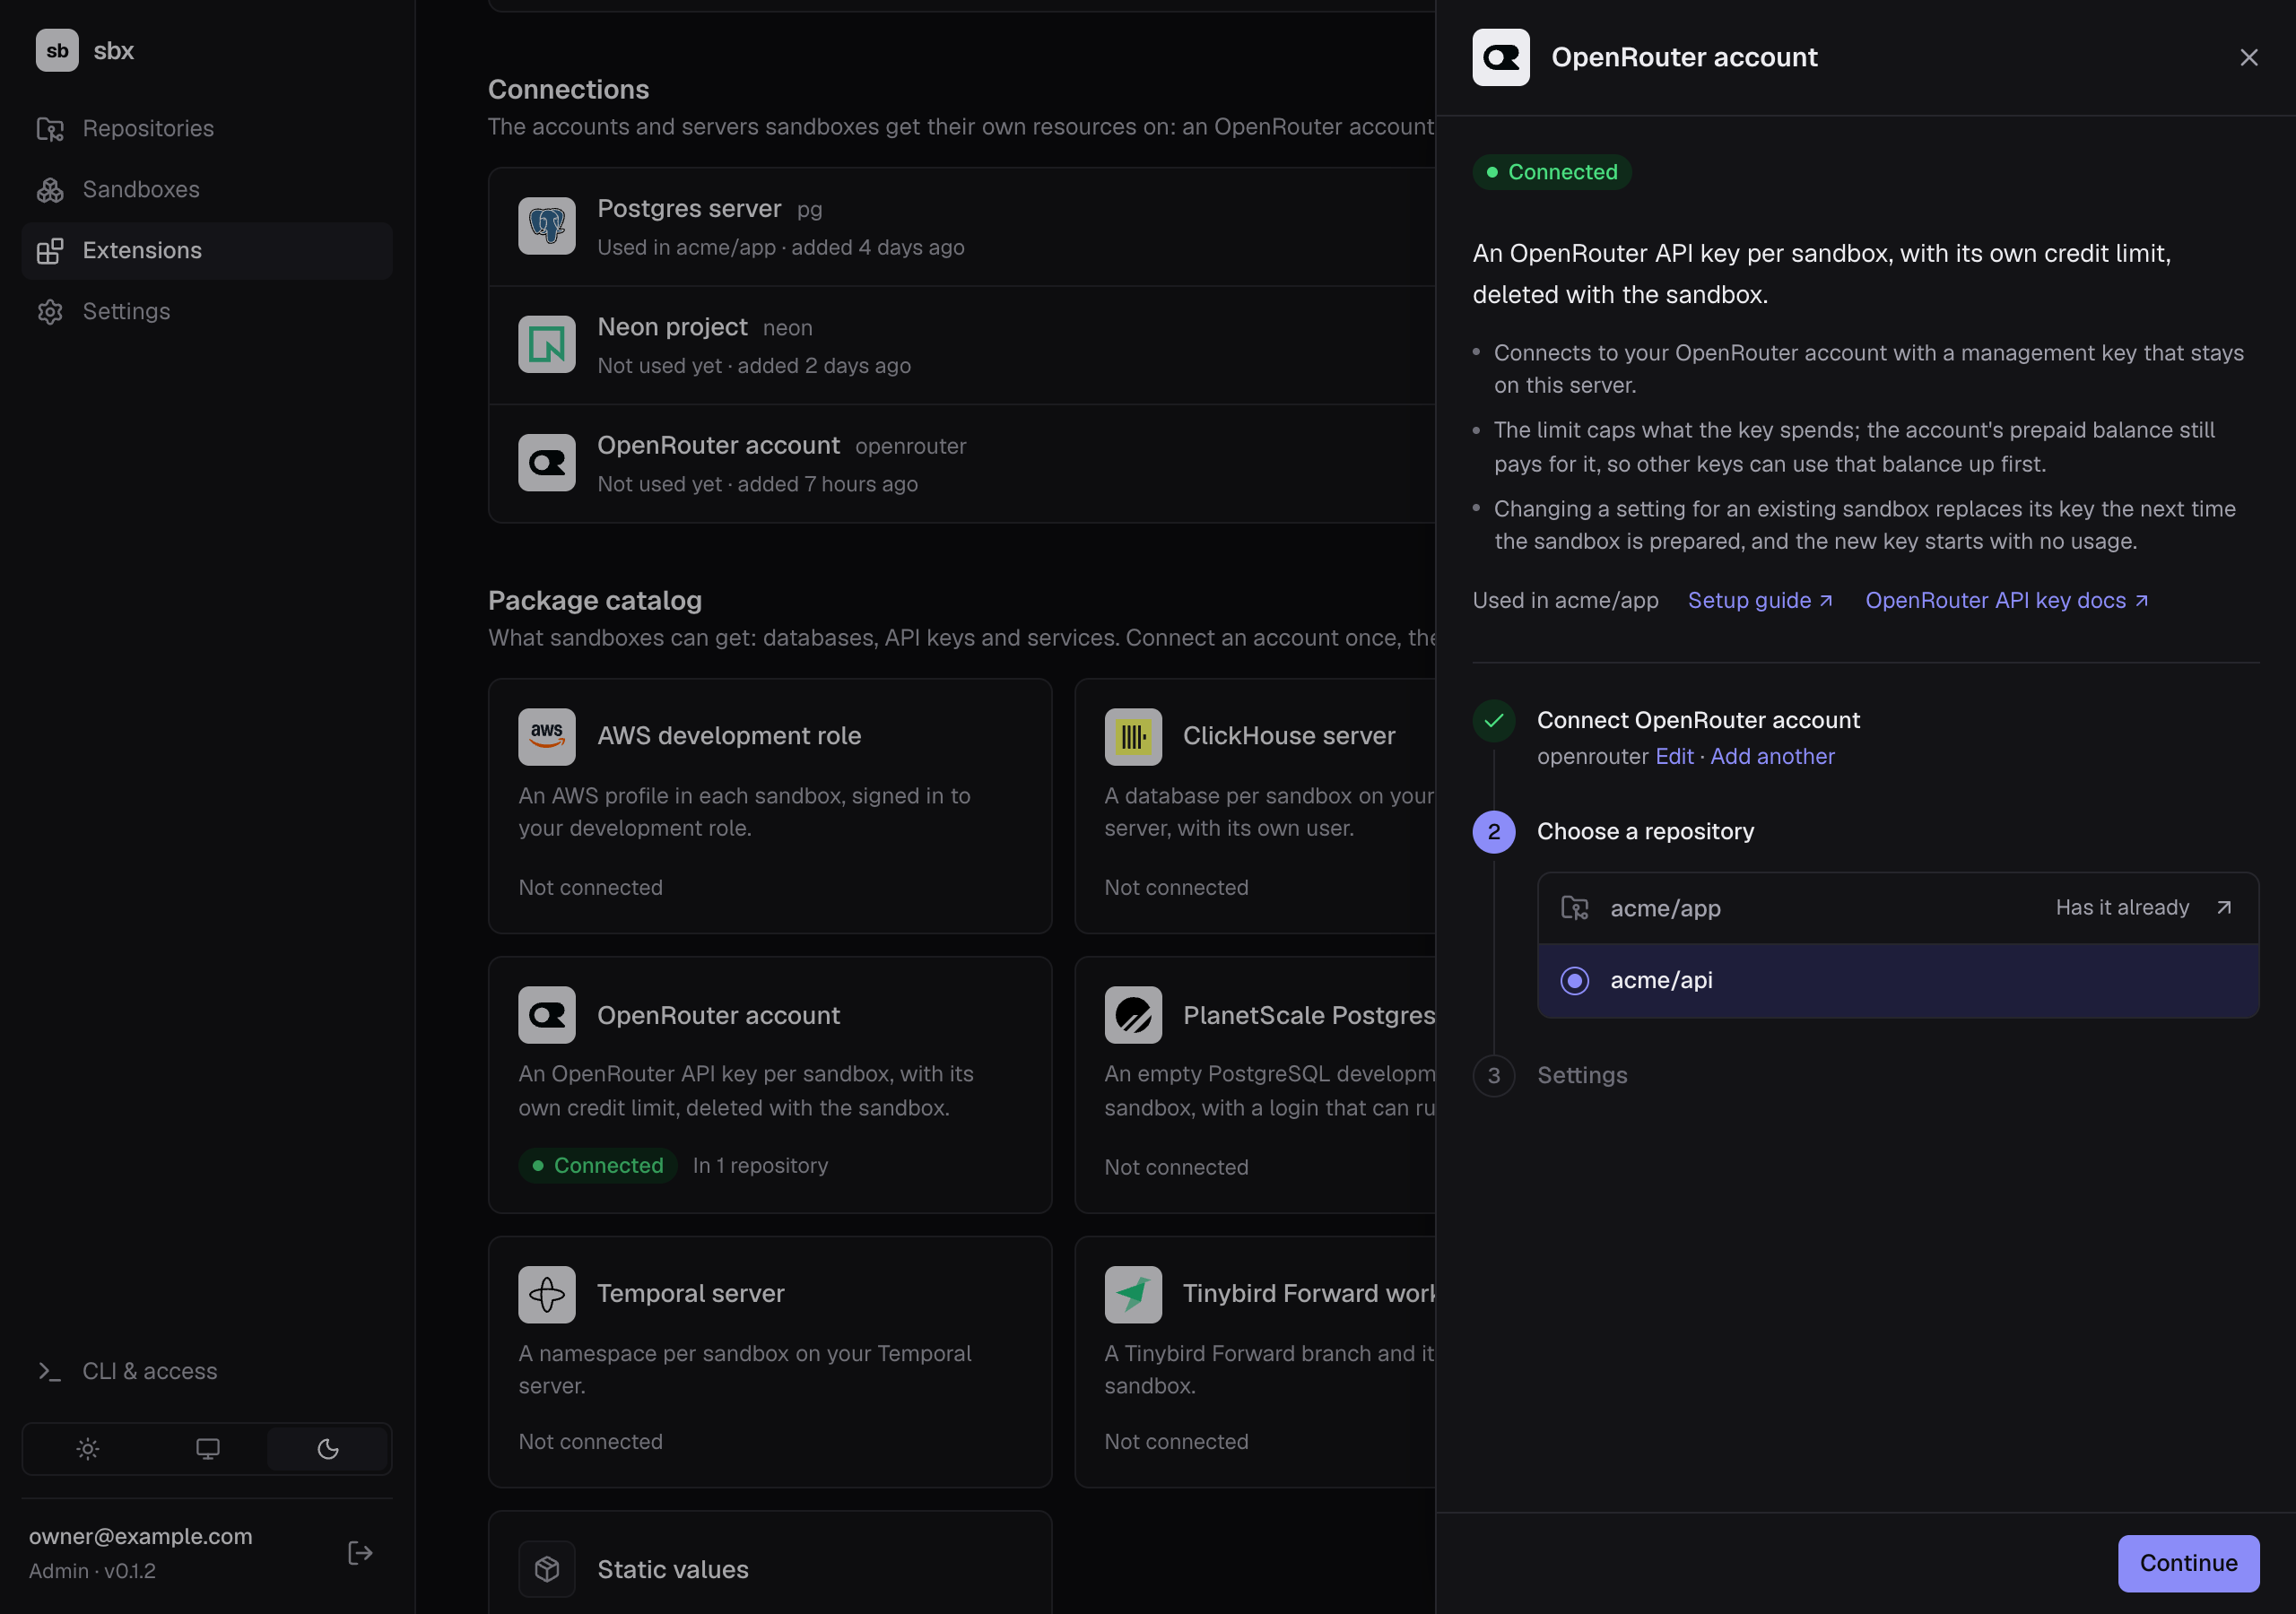 sb sbx
Repositories
Sandboxes
Extensions
Settings
CLI & access
owner@example.com
Admin · v0.1.2
Connections
The accounts and servers sandboxes get their own resources on: an OpenRouter account
Postgres server pg
Used in acme/app · added 4 days ago
Neon project neon
Not used yet · added 2 days ago
OpenRouter account openrouter
Not used yet · added 7 hours ago
Package catalog
What sandboxes can get: databases, API keys and services. Connect an account once, the
aws
AWS development role
An AWS profile in each sandbox, signed in to
your development role.
Not connected
ClickHouse server
A database per sandbox on your
server, with its own user.
Not connected
OpenRouter account
An OpenRouter API key per sandbox, with its
own credit limit, deleted with the sandbox.
Connected In 1 repository
PlanetScale Postgres
An empty PostgreSQL developm
sandbox, with a login that can ru
Not connected
Temporal server
A namespace per sandbox on your Temporal
server.
Not connected
Tinybird Forward work
A Tinybird Forward branch and it
sandbox.
Not connected
Static values
OpenRouter account
Connected
An OpenRouter API key per sandbox, with its own credit limit,
deleted with the sandbox.
Connects to your OpenRouter account with a management key that stays
on this server.
The limit caps what the key spends; the account's prepaid balance still
pays for it, so other keys can use that balance up first.
Changing a setting for an existing sandbox replaces its key the next time
the sandbox is prepared, and the new key starts with no usage.
Used in acme/app Setup guide OpenRouter API key docs
Connect OpenRouter account
openrouter Edit · Add another
2 Choose a repository
acme/app Has it already
acme/api
3 Settings
Continue